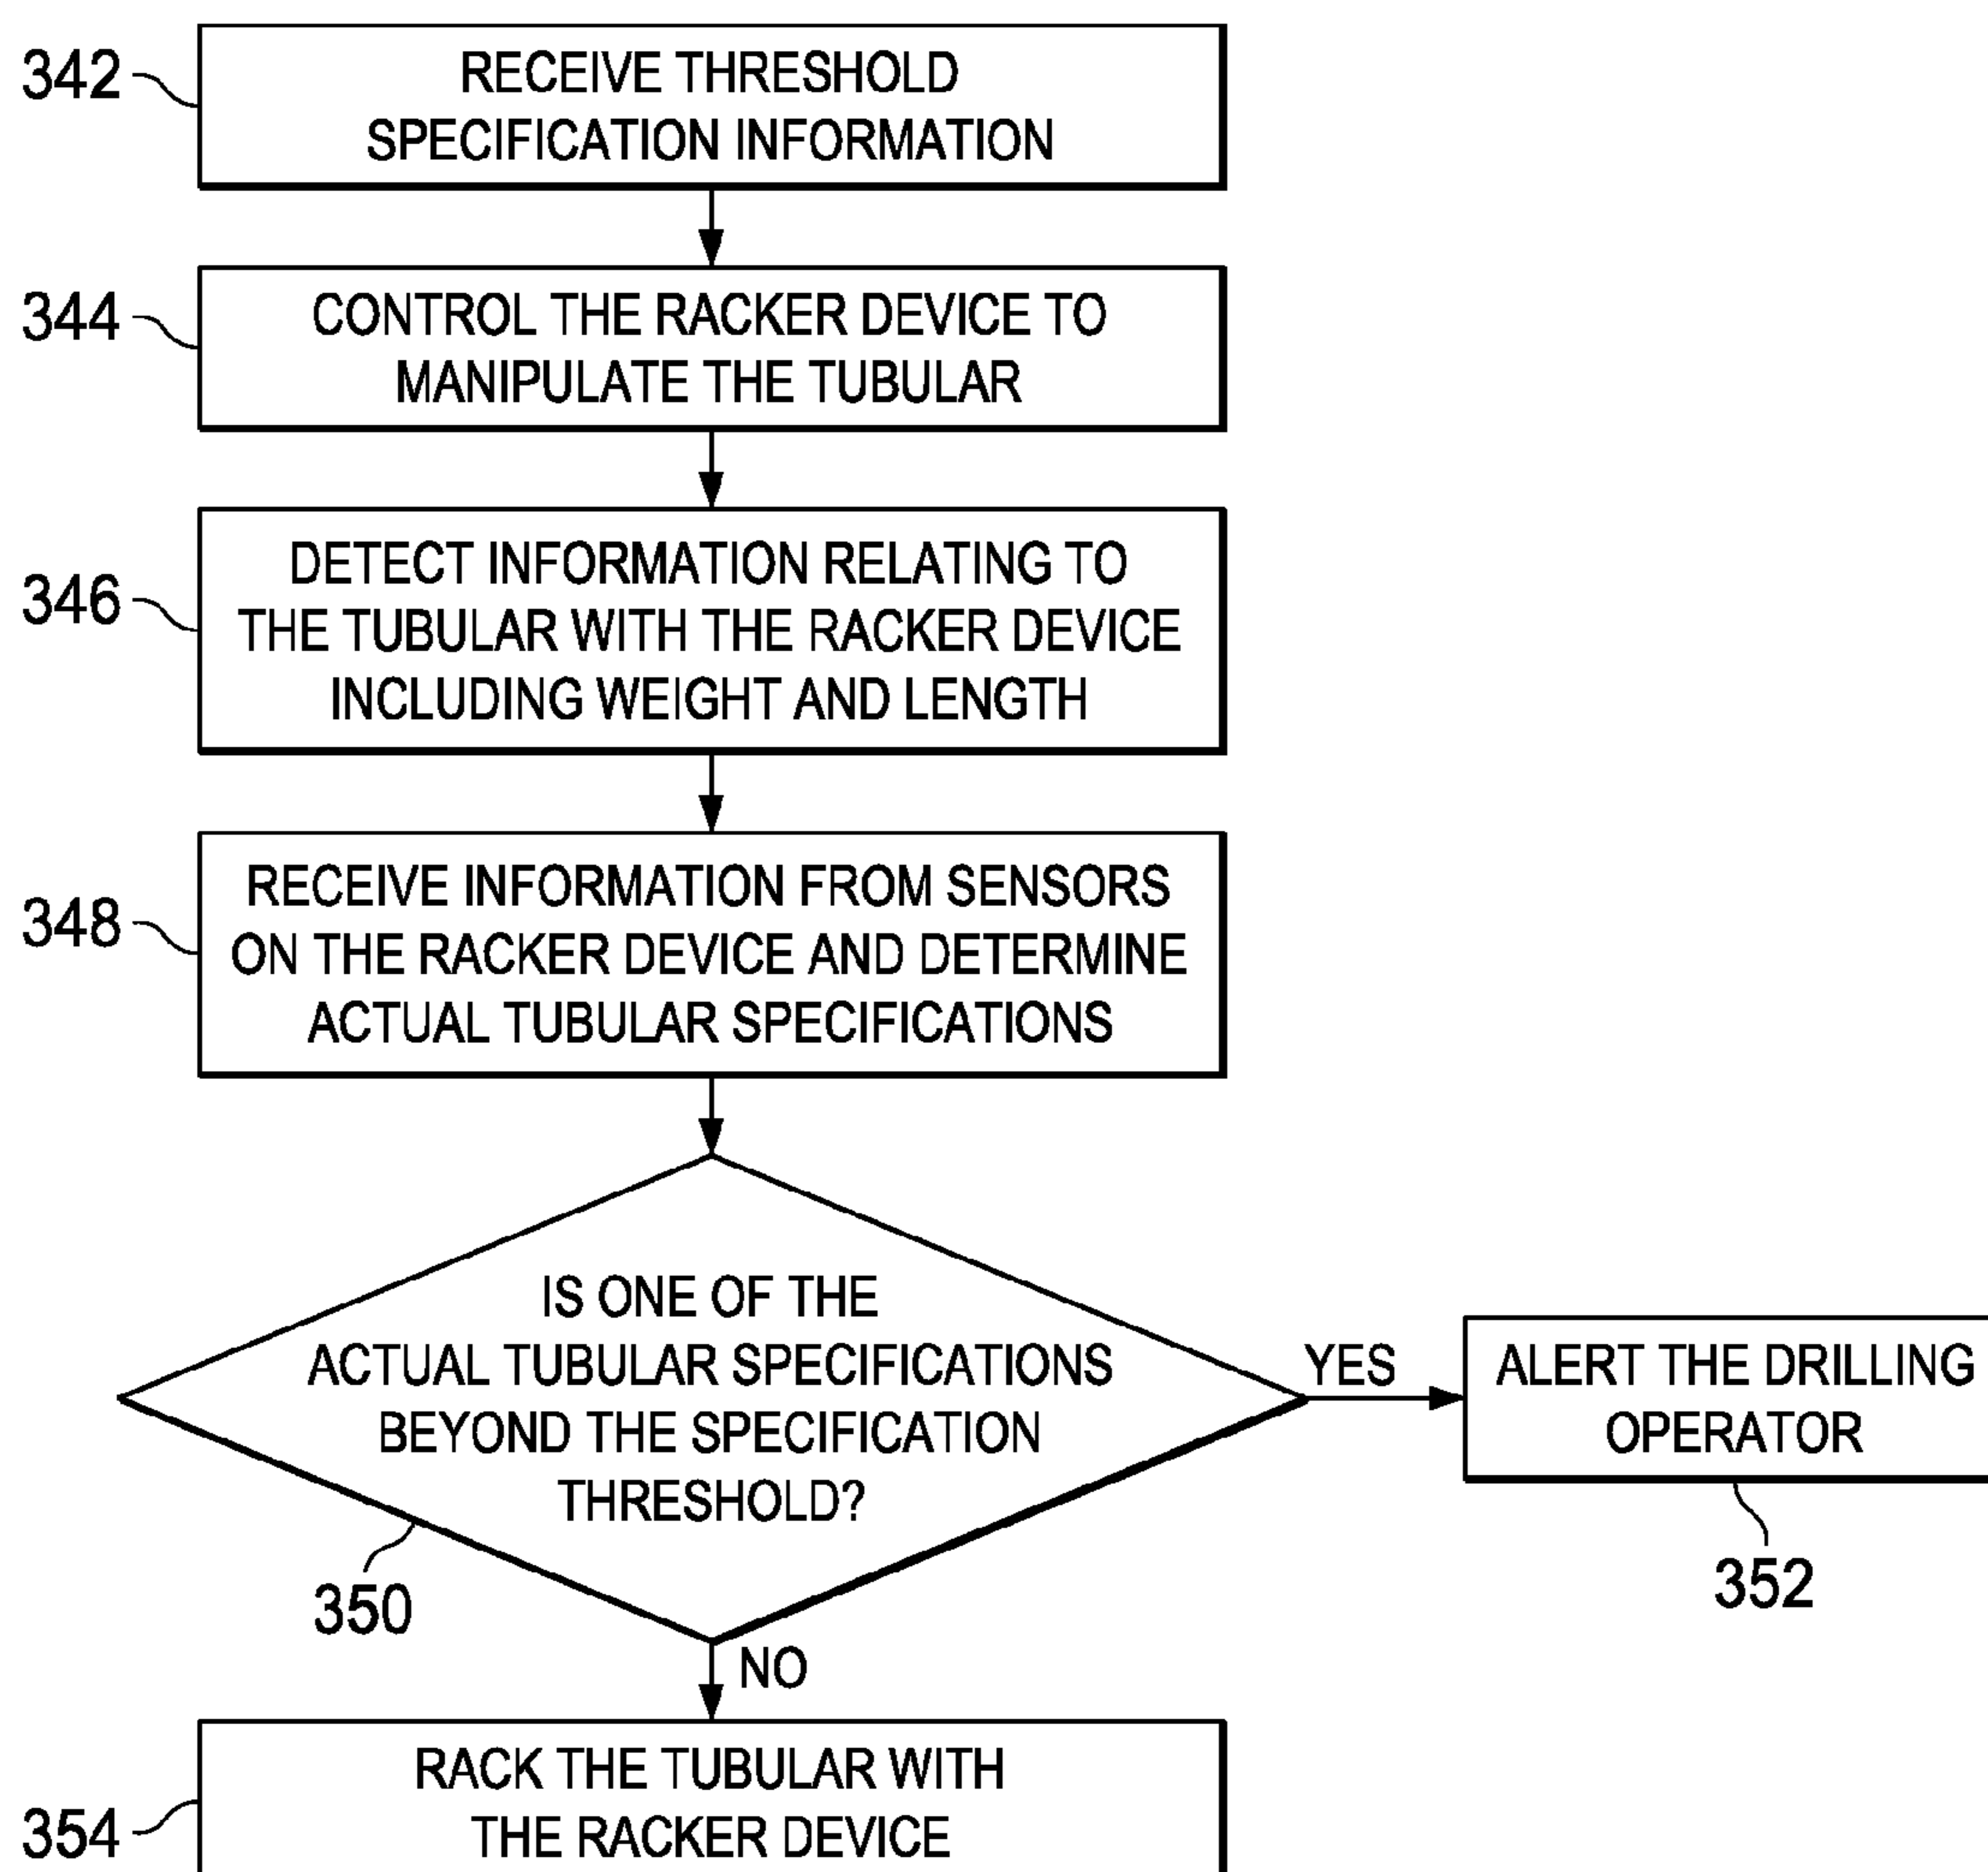 342
RECEIVE THRESHOLD
SPECIFICATION INFORMATION
344
CONTROL THE RACKER DEVICE TO
MANIPULATE THE TUBULAR
346
DETECT INFORMATION RELATING TO
THE TUBULAR WITH THE RACKER DEVICE
INCLUDING WEIGHT AND LENGTH
348
RECEIVE INFORMATION FROM SENSORS
ON THE RACKER DEVICE AND DETERMINE
ACTUAL TUBULAR SPECIFICATIONS
IS ONE OF THE
ACTUAL TUBULAR SPECIFICATIONS
BEYOND THE SPECIFICATION
THRESHOLD?
350
YES
ALERT THE DRILLING
OPERATOR
352
NO
354
RACK THE TUBULAR WITH
THE RACKER DEVICE